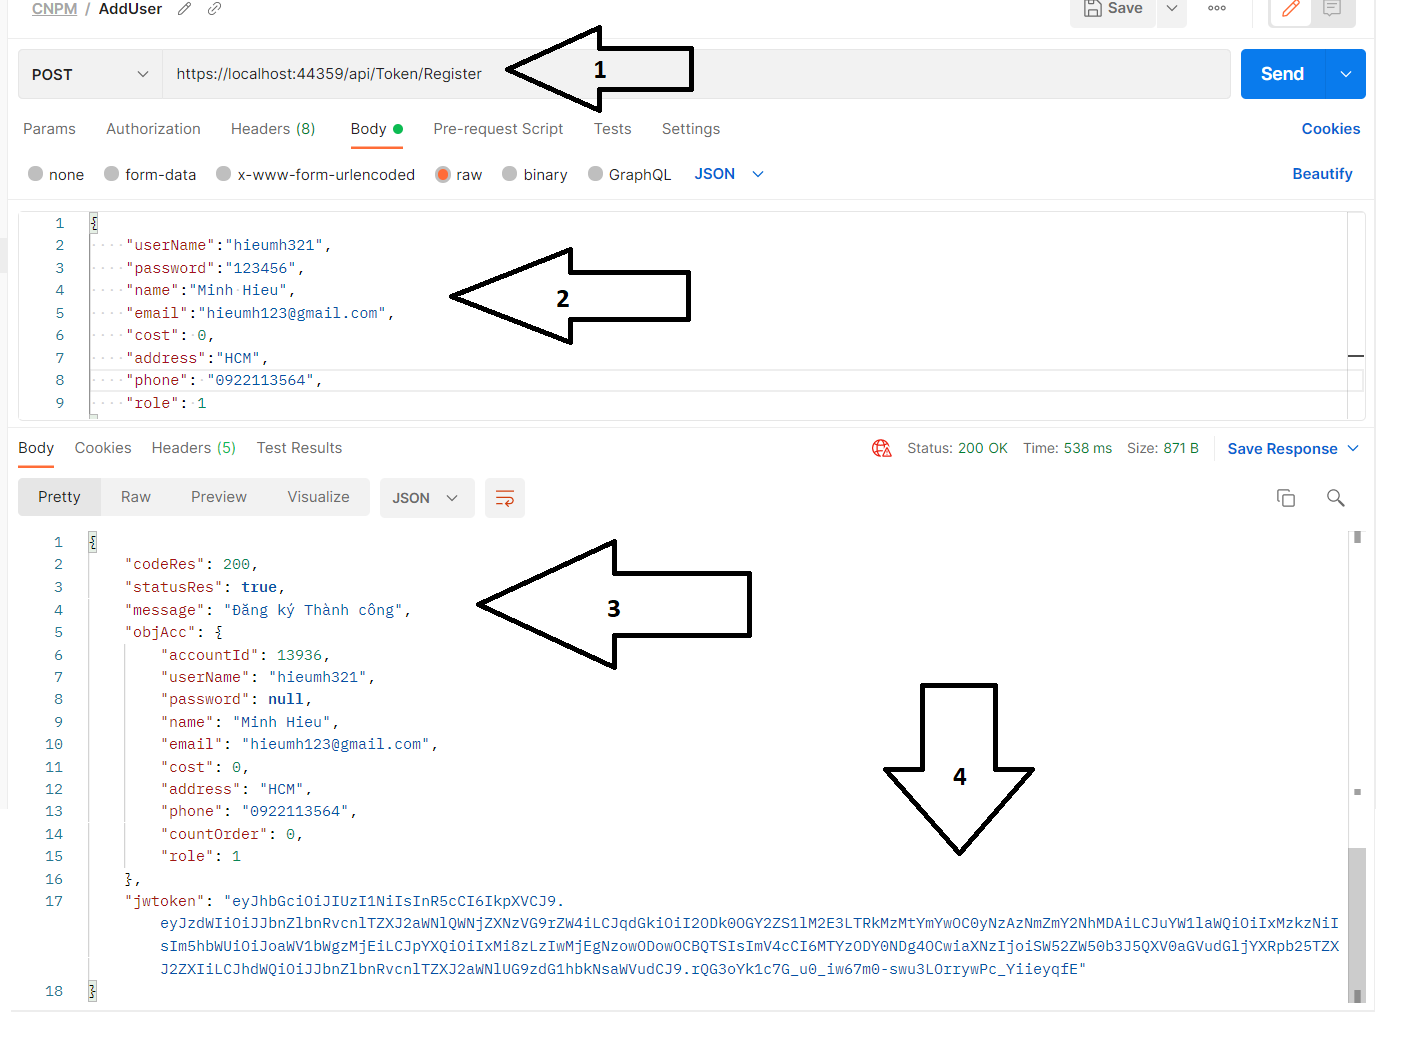 CNPM / AddUser Save
POST https://localhost:44359/api/Token/Register 1 Send
Params Authorization Headers (8) Body Pre-request Script Tests Settings Cookies
none form-data x-www-form-urlencoded raw binary GraphQL JSON Beautify
1 {
2 "userName":"hieumh321",
3 "password":"123456",
4 "name":"Minh Hieu",
2
5 "email":"hieumh123@gmail.com",
6 "cost": 0,
7 "address":"HCM",
8 "phone": "0922113564",
9 "role": 1
Body Cookies Headers (5) Test Results Status: 200 OK Time: 538 ms Size: 871 B Save Response
Pretty Raw Preview Visualize JSON
1 {
2 "codeRes": 200,
3 "statusRes": true,
4 "message": "Đăng ký Thành công",
3
5 "objAcc": {
6 "accountId": 13936,
7 "userName": "hieumh321",
8 "password": null,
9 "name": "Minh Hieu",
10 "email": "hieumh123@gmail.com",
11 "cost": 0,
4
12 "address": "HCM",
13 "phone": "0922113564",
14 "countOrder": 0,
15 "role": 1
16 },
17 "jwtoken": "eyJhbGciOiJIUzI1NiIsInR5cCI6IkpXVCJ9.
eyJzdWIiOiJJbnZlbnRvcnlTZXJ2aWNlQWNjZXNzVG9rZW4iLCJqdGkiOiI2ODk0OGY2ZS1lM2E3LTRkMzMtYmYwOC0yNzAzNmZmY2NhMDAiLCJuYW1laWQiOiIxMzkzNiI
sIm5hbWUiOiJoaWV1bWgzMjEiLCJpYXQiOiIxMi8zLzIwMjEgNzowODowOCBQTSIsImV4cCI6MTYzODY0NDg4OCwiaXNzIjoiSW52ZW50b3J5QXV0aGVudGljYXRpb25TZX
J2ZXIiLCJhdWQiOiJJbnZlbnRvcnlTZXJ2aWNlUG9zdG1hbkNsaWVudCJ9.rQG3oYk1c7G_u0_iw67m0-swu3LOrrywPc_YiieyqfE"
18 }